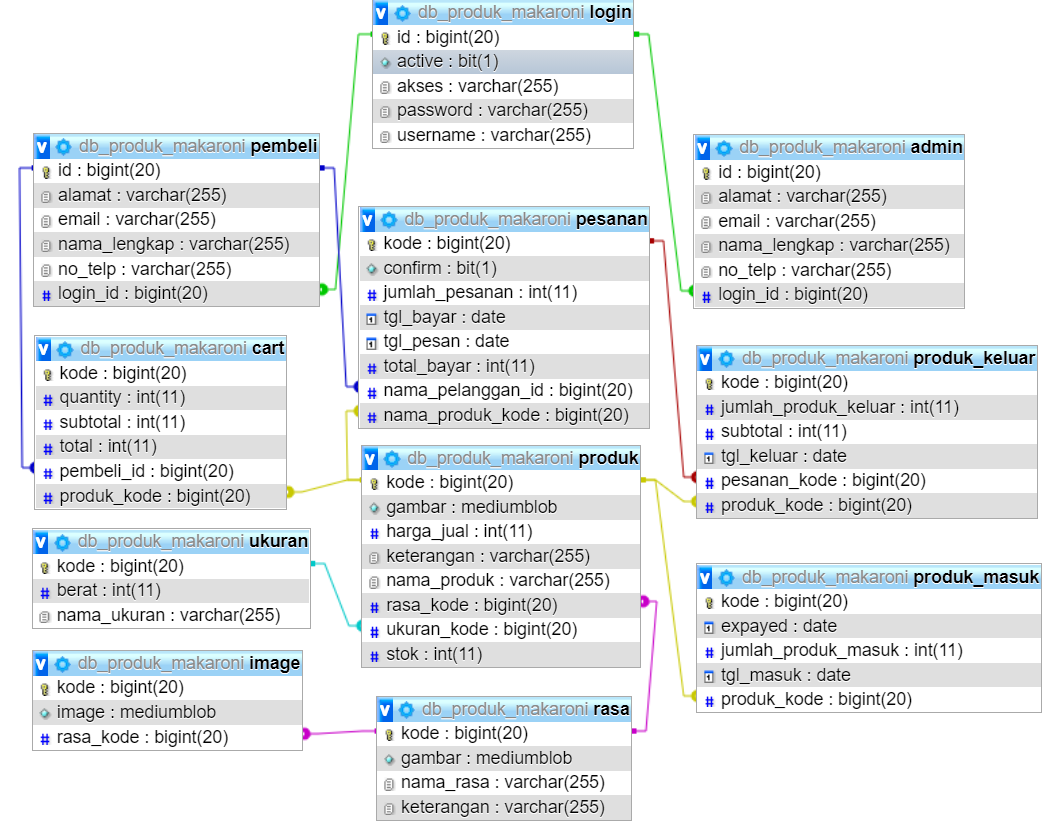 db_produk_makaroni login
id : bigint(20)
active : bit(1)
akses : varchar(255)
password : varchar(255)
username : varchar(255)
db_produk_makaroni pembeli
id : bigint(20)
alamat : varchar(255)
email : varchar(255)
nama_lengkap : varchar(255)
no_telp : varchar(255)
login_id : bigint(20)
db_produk_makaroni admin
id : bigint(20)
alamat : varchar(255)
email : varchar(255)
nama_lengkap : varchar(255)
no_telp : varchar(255)
login_id : bigint(20)
db_produk_makaroni pesanan
kode : bigint(20)
confirm : bit(1)
jumlah_pesanan : int(11)
tgl_bayar : date
tgl_pesan : date
total_bayar : int(11)
nama_pelanggan_id : bigint(20)
nama_produk_kode : bigint(20)
db_produk_makaroni cart
kode : bigint(20)
quantity : int(11)
subtotal : int(11)
total : int(11)
pembeli_id : bigint(20)
produk_kode : bigint(20)
db_produk_makaroni produk_keluar
kode : bigint(20)
jumlah_produk_keluar : int(11)
subtotal : int(11)
tgl_keluar : date
pesanan_kode : bigint(20)
produk_kode : bigint(20)
db_produk_makaroni produk
kode : bigint(20)
gambar : mediumblob
harga_jual : int(11)
keterangan : varchar(255)
nama_produk : varchar(255)
rasa_kode : bigint(20)
ukuran_kode : bigint(20)
stok : int(11)
db_produk_makaroni ukuran
kode : bigint(20)
berat : int(11)
nama_ukuran : varchar(255)
db_produk_makaroni produk_masuk
kode : bigint(20)
expayed : date
jumlah_produk_masuk : int(11)
tgl_masuk : date
produk_kode : bigint(20)
db_produk_makaroni image
kode : bigint(20)
image : mediumblob
rasa_kode : bigint(20)
db_produk_makaroni rasa
kode : bigint(20)
gambar : mediumblob
nama_rasa : varchar(255)
keterangan : varchar(255)